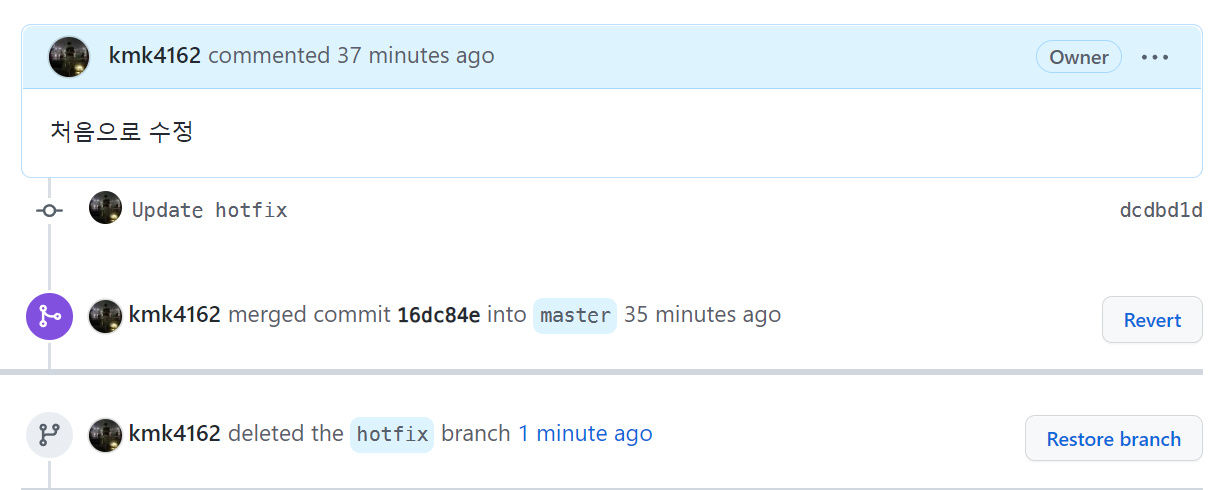 kmk4162 commented 37 minutes ago Owner ...
처음으로 수정
Update hotfix dcdbd1d
kmk4162 merged commit 16dc84e into master 35 minutes ago Revert
kmk4162 deleted the hotfix branch 1 minute ago Restore branch